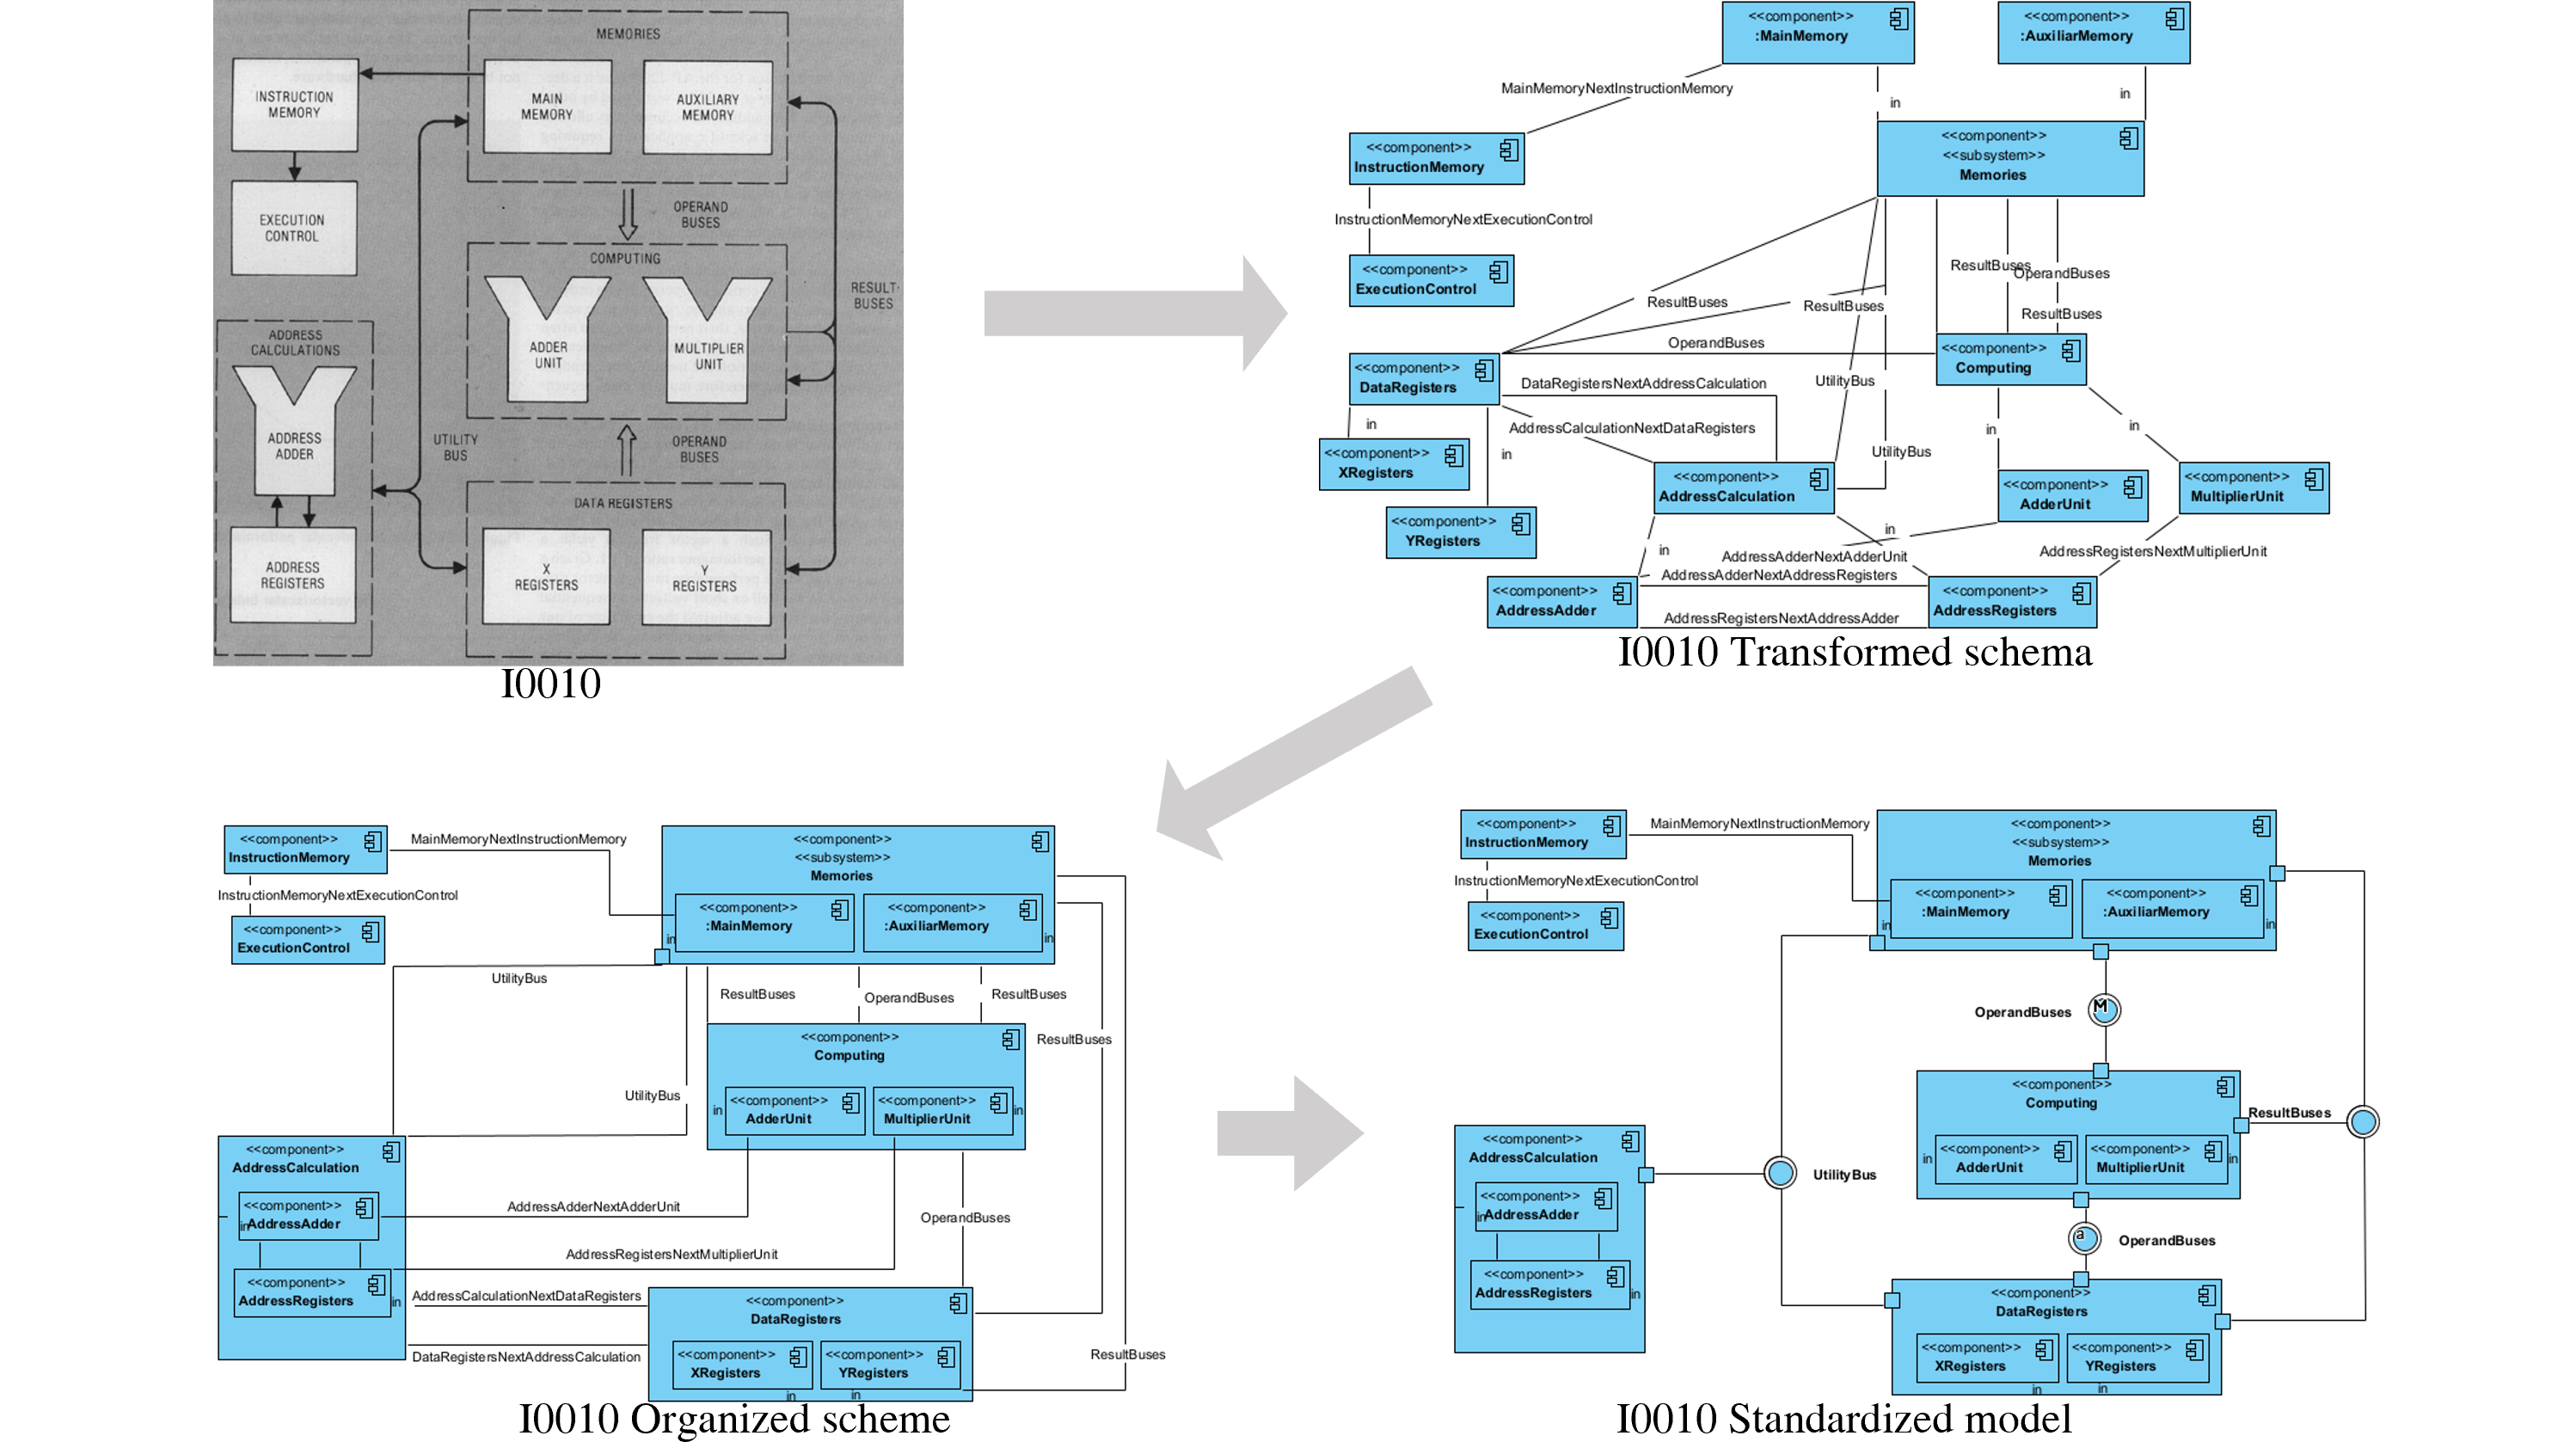 MEMORIES
INSTRUCTION
MEMORY
MAIN
MEMORY
AUXILIARY
MEMORY
EXECUTION
CONTROL
OPERAND
BUSES
COMPUTING
RESULT
BUSES
ADDRESS
CALCULATIONS
ADDER
UNIT
MULTIPLIER
UNIT
ADDRESS
ADDER
UTILITY
BUS
OPERAND
BUSES
DATA REGISTERS
ADDRESS
REGISTERS
X
REGISTERS
Y
REGISTERS
I0010
<<component>>
:MainMemory
<<component>>
:AuxiliarMemory
MainMemoryNextInstructionMemory
in
in
<<component>>
InstructionMemory
<<component>>
<<subsystem>>
Memories
InstructionMemoryNextExecutionControl
<<component>>
ExecutionControl
ResultBuses
OperandBuses
ResultBuses
ResultBuses
ResultBuses
OperandBuses
<<component>>
Computing
<<component>>
DataRegisters
DataRegistersNextAddressCalculation
UtilityBus
in
AddressCalculationNextDataRegisters
in
in
<<component>>
XRegisters
in
UtilityBus
<<component>>
AddressCalculation
<<component>>
AdderUnit
<<component>>
MultiplierUnit
<<component>>
YRegisters
in
in
AddressAdderNextAdderUnit
AddressRegistersNextMultiplierUnit
AddressAdderNextAddressRegisters
<<component>>
AddressAdder
<<component>>
AddressRegisters
AddressRegistersNextAddressAdder
I0010 Transformed schema
<<component>>
InstructionMemory
MainMemoryNextInstructionMemory
<<component>>
<<subsystem>>
Memories
InstructionMemoryNextExecutionControl
<<component>>
:MainMemory
<<component>>
:AuxiliarMemory
<<component>>
ExecutionControl
in
in
UtilityBus
ResultBuses
OperandBuses
ResultBuses
ResultBuses
<<component>>
Computing
UtilityBus
in
<<component>>
AdderUnit
<<component>>
MultiplierUnit
in
<<component>>
AddressCalculation
<<component>>
in
AddressAdder
AddressAdderNextAdderUnit
OperandBuses
AddressRegistersNextMultiplierUnit
<<component>>
AddressRegisters
in
AddressCalculationNextDataRegisters
<<component>>
DataRegisters
DataRegistersNextAddressCalculation
<<component>>
XRegisters
<<component>>
YRegisters
ResultBuses
in
in
I0010 Organized scheme
<<component>>
InstructionMemory
MainMemoryNextInstructionMemory
<<component>>
<<subsystem>>
Memories
InstructionMemoryNextExecutionControl
<<component>>
:MainMemory
<<component>>
:AuxiliarMemory
<<component>>
ExecutionControl
in
in
OperandBuses
M
<<component>>
Computing
ResultBuses
in
<<component>>
AdderUnit
<<component>>
MultiplierUnit
in
<<component>>
AddressCalculation
UtilityBus
<<component>>
in
AddressAdder
a
OperandBuses
<<component>>
AddressRegisters
in
<<component>>
DataRegisters
<<component>>
XRegisters
<<component>>
YRegisters
in
in
I0010 Standardized model